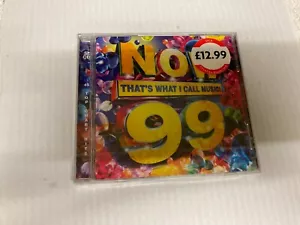 NOW
£12.99
THAT'S WHAT I CALL MUSIC
99